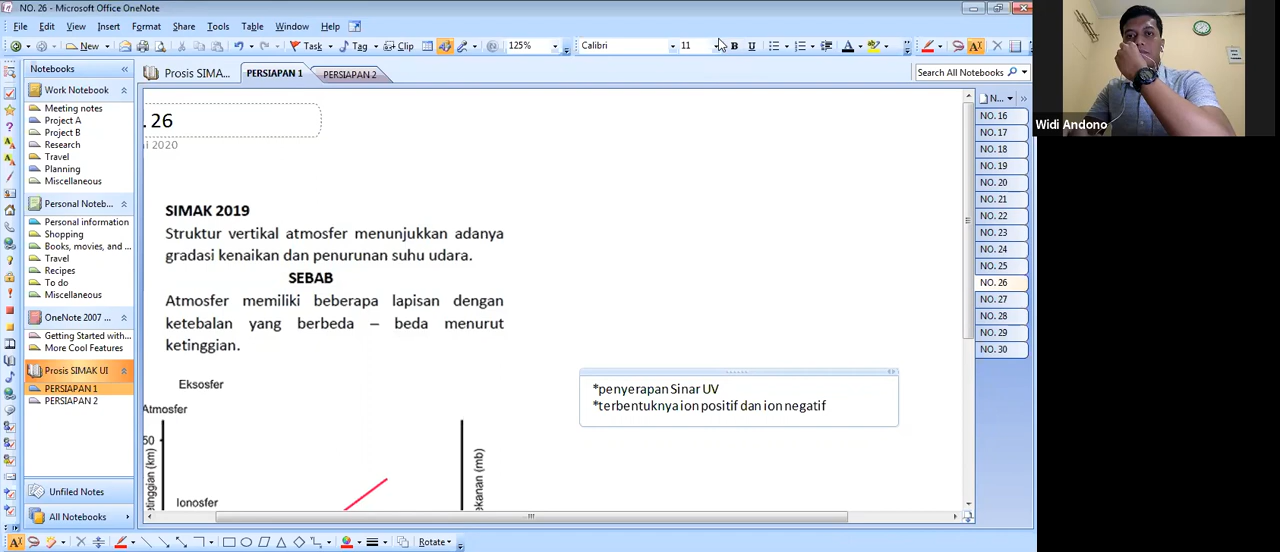 NO. 26 - Microsoft Office OneNote
File Edit View Insert Format Share Tools Table Window Help
New Task Tag Clip 125% Calibri 11 B U
Notebooks «
Prosis SIMA... PERSIAPAN 1 PERSIAPAN 2
Search All Notebooks
Work Notebook
Meeting notes
Project A
Project B
Research
Travel
Planning
Miscellaneous
Personal Noteb...
Personal information
Shopping
Books, movies, and ...
Travel
Recipes
To do
Miscellaneous
OneNote 2007 ...
Getting Started with...
More Cool Features
Prosis SIMAK UI
PERSIAPAN 1
PERSIAPAN 2
Unfiled Notes
All Notebooks
. 26
2020
SIMAK 2019
Struktur vertikal atmosfer menunjukkan adanya
gradasi kenaikan dan penurunan suhu udara.
SEBAB
Atmosfer memiliki beberapa lapisan dengan
ketebalan yang berbeda – beda menurut
ketinggian.
Eksosfer
Atmosfer
50
etinggian (km)
Ionosfer
ekanan (mb)
*penyerapan Sinar UV
*terbentuknya ion positif dan ion negatif
N... »
NO. 16
NO. 17
NO. 18
NO. 19
NO. 20
NO. 21
NO. 22
NO. 23
NO. 24
NO. 25
NO. 26
NO. 27
NO. 28
NO. 29
NO. 30
Rotate
Widi Andono